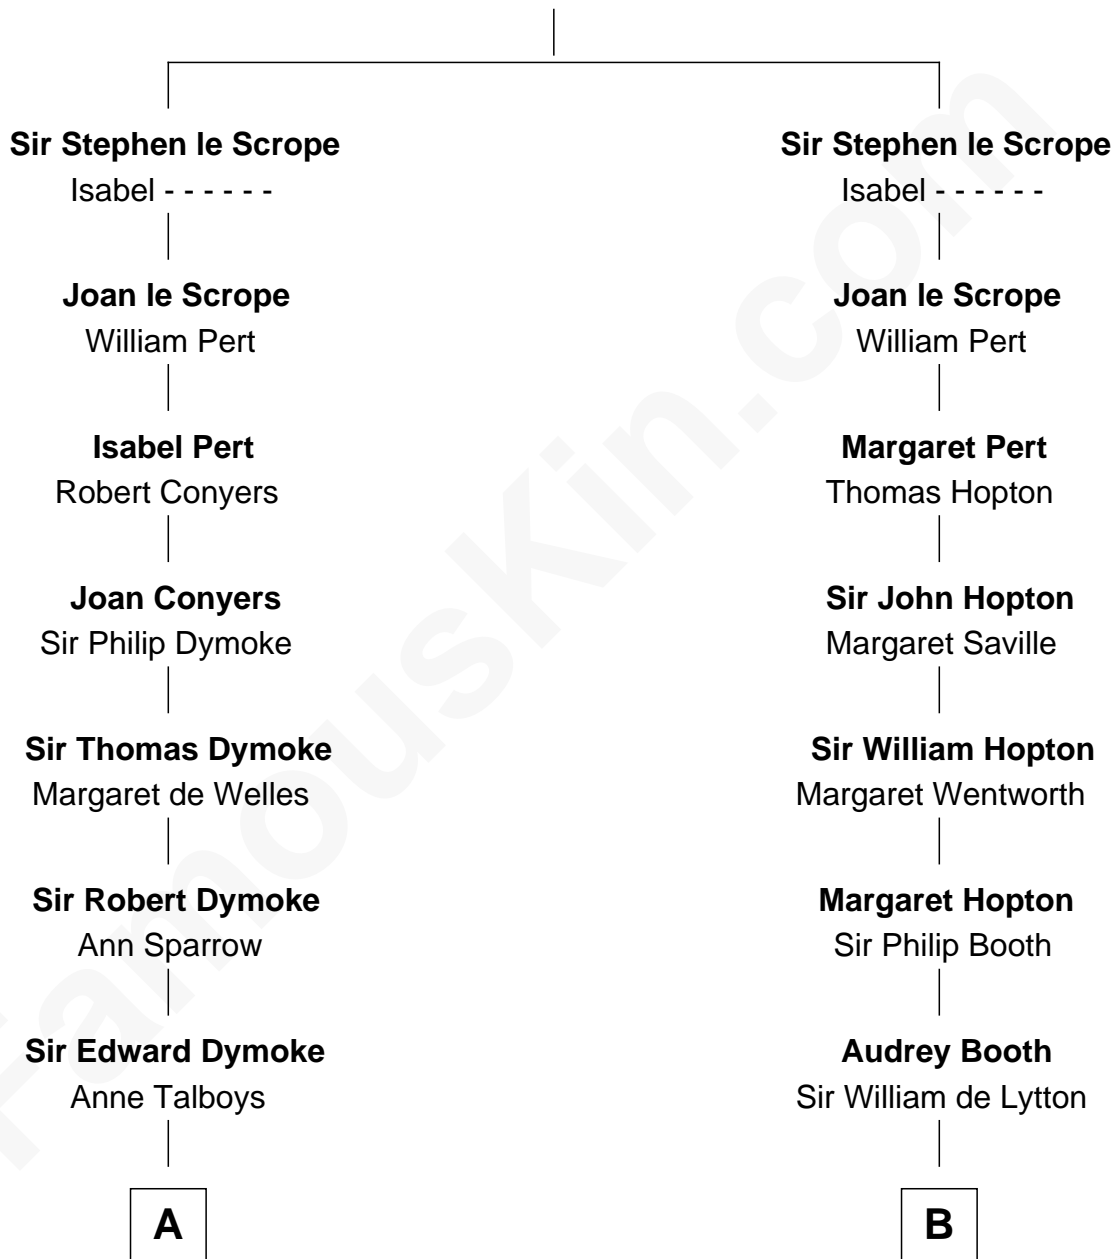 Sir Stephen le Scrope
Isabel - - - - - -
Joan le Scrope
William Pert
Isabel Pert
Robert Conyers
Joan Conyers
Sir Philip Dymoke
Sir Thomas Dymoke
Margaret de Welles
Sir Robert Dymoke
Ann Sparrow
Sir Edward Dymoke
Anne Talboys
A
Sir Stephen le Scrope
Isabel - - - - - -
Joan le Scrope
William Pert
Margaret Pert
Thomas Hopton
Sir John Hopton
Margaret Saville
Sir William Hopton
Margaret Wentworth
Margaret Hopton
Sir Philip Booth
Audrey Booth
Sir William de Lytton
B
FamousKin.com